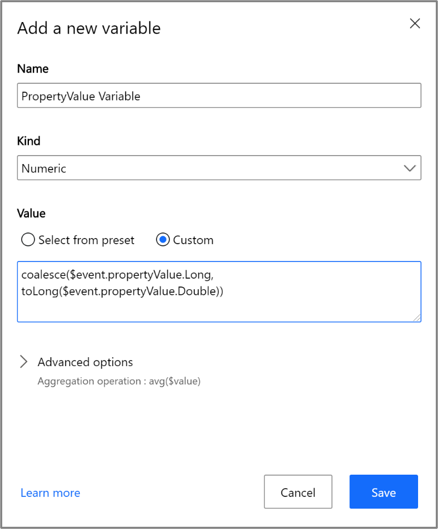 Add a new variable
Name
PropertyValue Variable
Kind
Numeric
Value
Select from preset
Custom
coalesce($event.propertyValue.Long,
toLong($event.propertyValue.Double))
Advanced options
Aggregation operation : avg($value)
Learn more
Cancel
Save